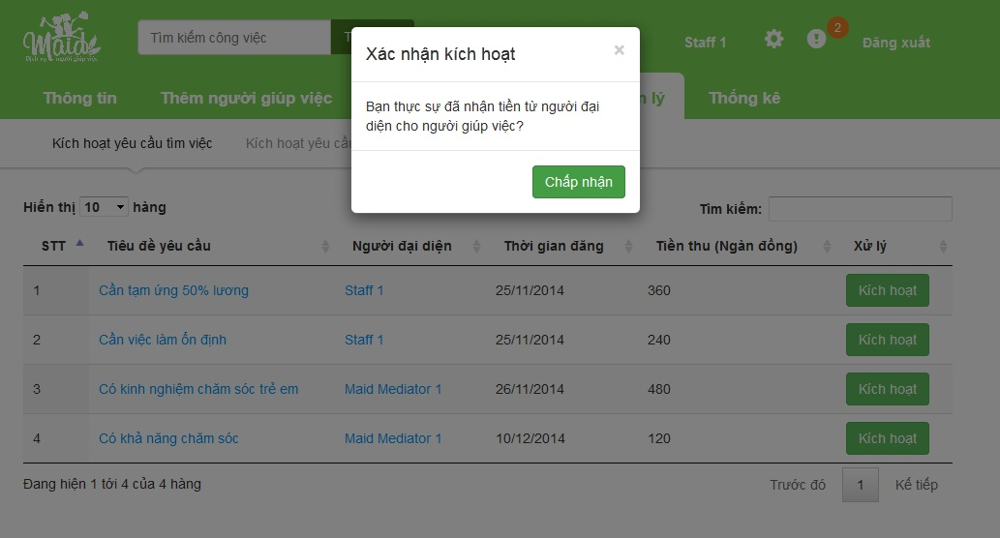 Maid
Dịch vụ người giúp việc
Tìm kiếm công việc
Staff 1
2
Đăng xuất
Thông tin
Thêm người giúp việc
lý
Thống kê
Xác nhận kích hoạt
×
Bạn thực sự đã nhận tiền từ người đại
diện cho người giúp việc?
Chấp nhận
Kích hoạt yêu cầu tìm việc
Kích hoạt yêu cầu
Hiển thị 10 hàng
Tìm kiếm:
STT Tiêu đề yêu cầu Người đại diện Thời gian đăng Tiền thu (Ngàn đồng) Xử lý
1 Cần tạm ứng 50% lương Staff 1 25/11/2014 360 Kích hoạt
2 Cần việc làm ổn định Staff 1 25/11/2014 240 Kích hoạt
3 Có kinh nghiệm chăm sóc trẻ em Maid Mediator 1 26/11/2014 480 Kích hoạt
4 Có khả năng chăm sóc Maid Mediator 1 10/12/2014 120 Kích hoạt
Đang hiện 1 tới 4 của 4 hàng
Trước đó 1 Kế tiếp